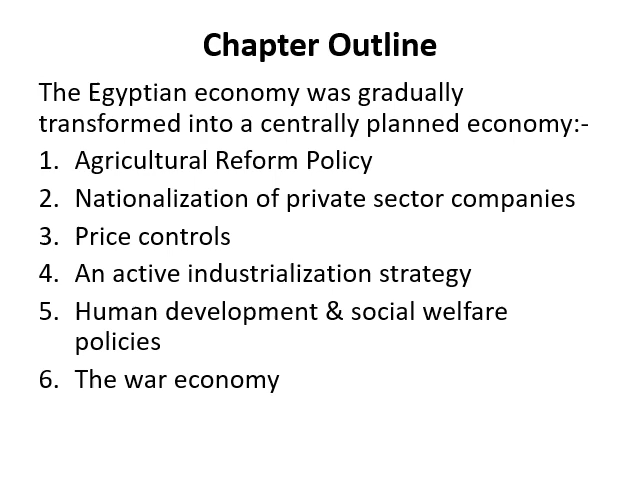 Chapter Outline
The Egyptian economy was gradually
transformed into a centrally planned economy:-
1. Agricultural Reform Policy
2. Nationalization of private sector companies
3. Price controls
4. An active industrialization strategy
5. Human development & social welfare
policies
6. The war economy